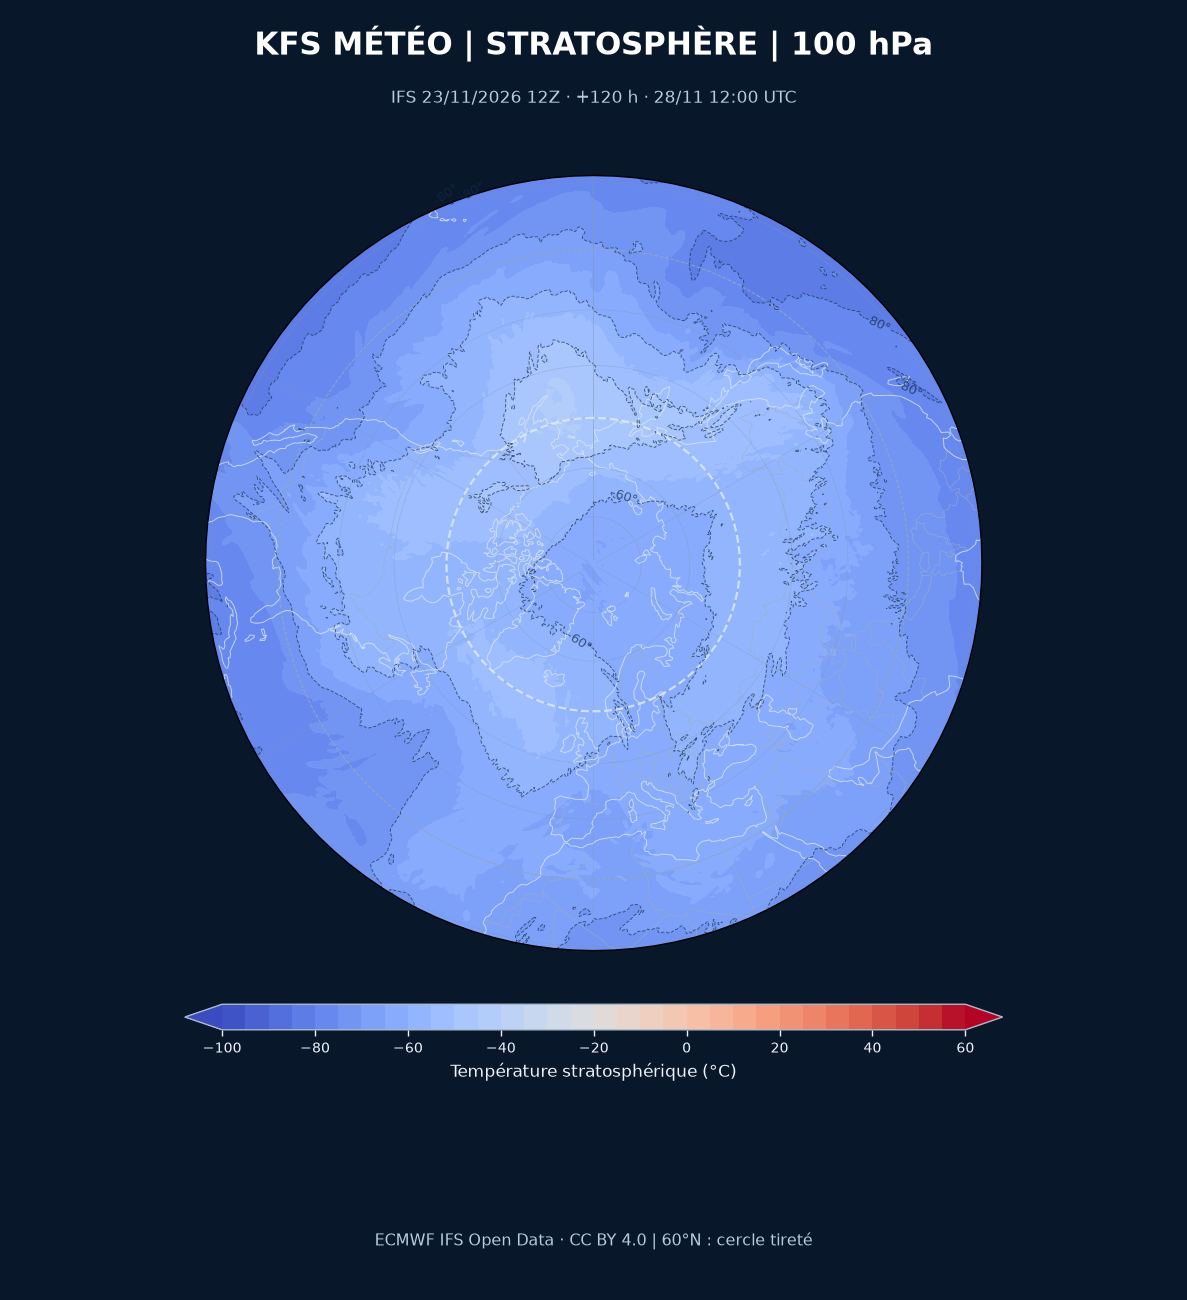 KFS MÉTÉO | STRATOSPHÈRE | 100 hPa
IFS 23/11/2026 12Z · +120 h · 28/11 12:00 UTC
80°
80°
80°
80°
-60°
-60°
−100 −80 −60 −40 −20 0 20 40 60
Température stratosphérique (°C)
ECMWF IFS Open Data · CC BY 4.0 | 60°N : cercle tireté